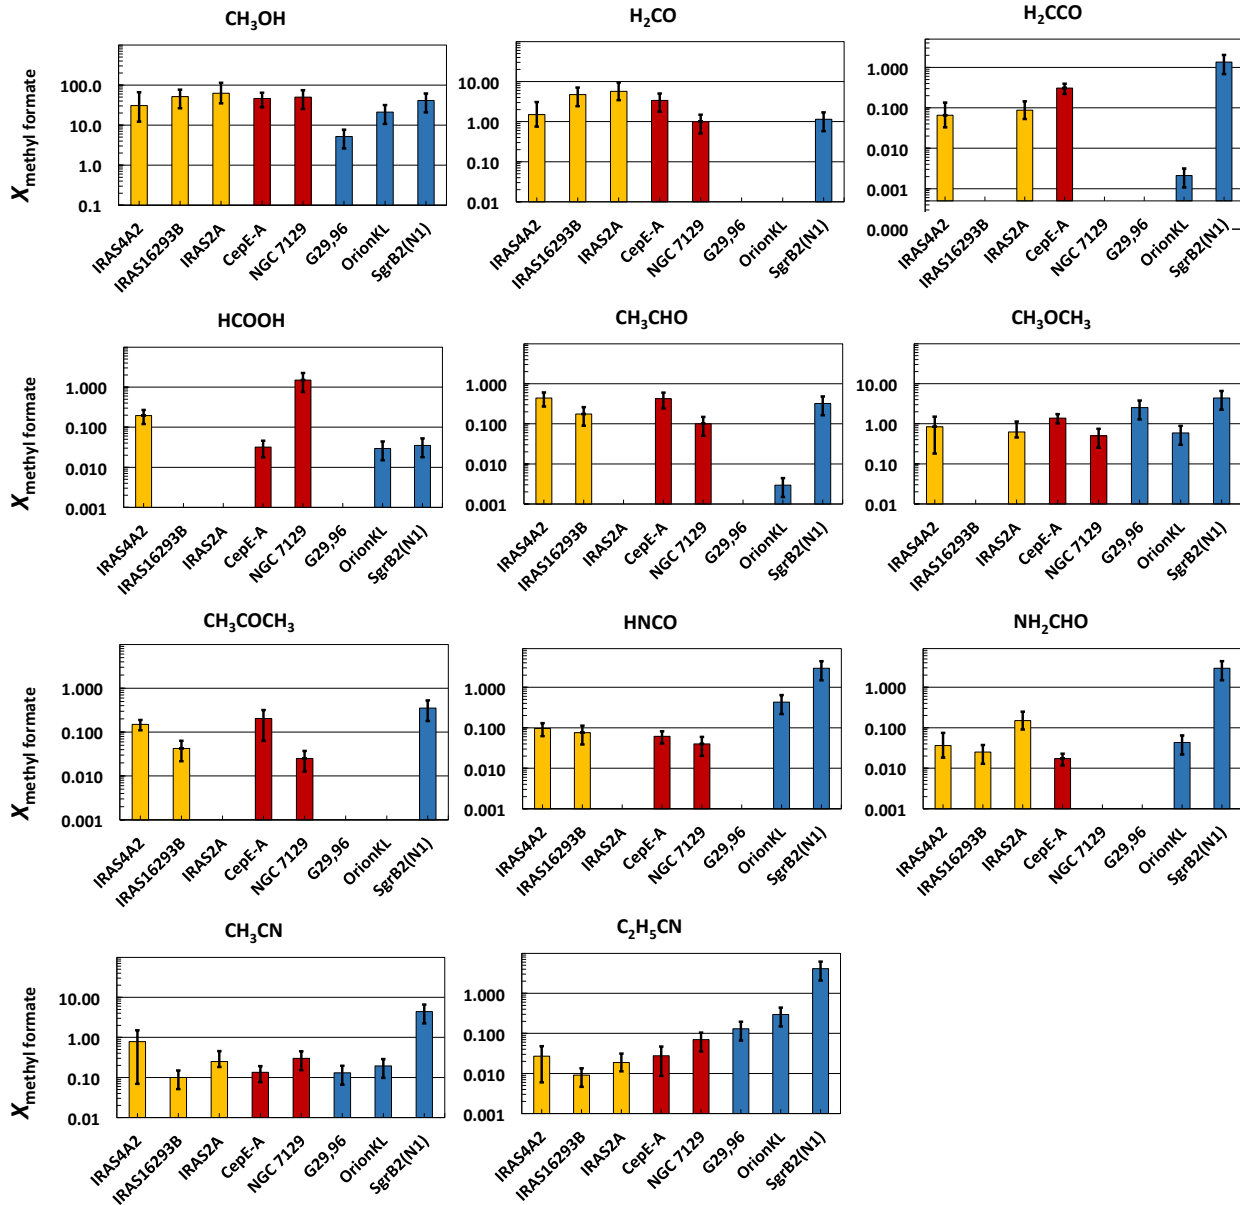 CH₃OH
X methyl formate
100.0
10.0
1.0
0.1
IRAS4A2
IRAS16293B
IRAS2A
CepE-A
NGC 7129
G29,96
OrionKL
SgrB2(N1)
H₂CO
10.00
1.00
0.10
0.01
IRAS4A2
IRAS16293B
IRAS2A
CepE-A
NGC 7129
G29,96
OrionKL
SgrB2(N1)
H₂CCO
1.000
0.100
0.010
0.001
0.000
IRAS4A2
IRAS16293B
IRAS2A
CepE-A
NGC 7129
G29,96
OrionKL
SgrB2(N1)
HCOOH
X methyl formate
1.000
0.100
0.010
0.001
IRAS4A2
IRAS16293B
IRAS2A
CepE-A
NGC 7129
G29,96
OrionKL
SgrB2(N1)
CH₃CHO
1.000
0.100
0.010
0.001
IRAS4A2
IRAS16293B
IRAS2A
CepE-A
NGC 7129
G29,96
OrionKL
SgrB2(N1)
CH₃OCH₃
10.00
1.00
0.10
0.01
IRAS4A2
IRAS16293B
IRAS2A
CepE-A
NGC 7129
G29,96
OrionKL
SgrB2(N1)
CH₃COCH₃
X methyl formate
1.000
0.100
0.010
0.001
IRAS4A2
IRAS16293B
IRAS2A
CepE-A
NGC 7129
G29,96
OrionKL
SgrB2(N1)
HNCO
1.000
0.100
0.010
0.001
IRAS4A2
IRAS16293B
IRAS2A
CepE-A
NGC 7129
G29,96
OrionKL
SgrB2(N1)
NH₂CHO
1.000
0.100
0.010
0.001
IRAS4A2
IRAS16293B
IRAS2A
CepE-A
NGC 7129
G29,96
OrionKL
SgrB2(N1)
CH₃CN
X methyl formate
10.00
1.00
0.10
0.01
IRAS4A2
IRAS16293B
IRAS2A
CepE-A
NGC 7129
G29,96
OrionKL
SgrB2(N1)
C₂H₅CN
1.000
0.100
0.010
0.001
IRAS4A2
IRAS16293B
IRAS2A
CepE-A
NGC 7129
G29,96
OrionKL
SgrB2(N1)